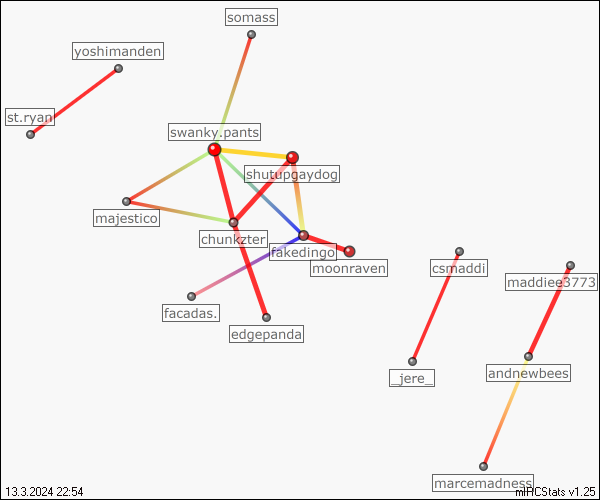 somass
yoshimanden
st.ryan
swanky.pants
shutupgaydog
majestico
chunkzter
fakedingo
moonraven
csmaddi
maddiee3773
facadas.
edgepanda
_jere_
andnewbees
marcemadness
13.3.2024 22:54
mIRCStats v1.25